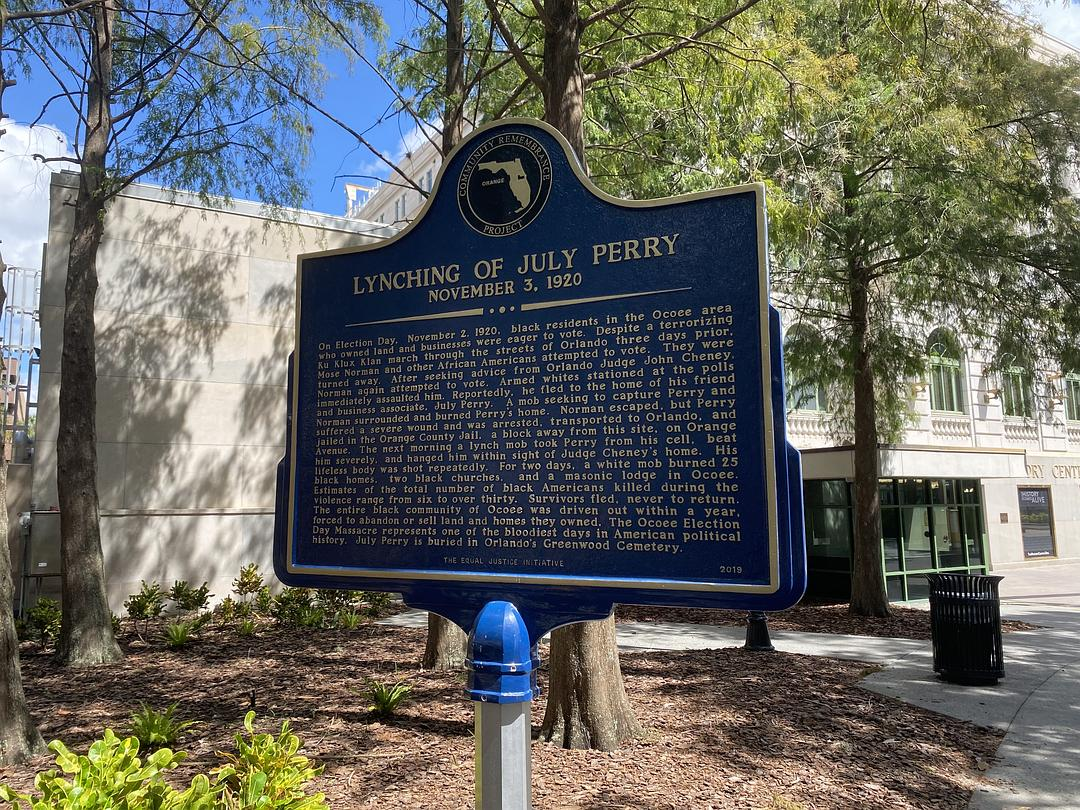 COMMUNITY REMEMBRANCE
ORANGE
PROJECT
LYNCHING OF JULY PERRY
NOVEMBER 3, 1920
On Election Day, November 2, 1920, black residents in the Ocoee area
who owned land and businesses were eager to vote. Despite a terrorizing
Ku Klux Klan march through the streets of Orlando three days prior,
Mose Norman and other African Americans attempted to vote. They were
turned away. After seeking advice from Orlando Judge John Cheney,
Norman again attempted to vote. Armed whites stationed at the polls
immediately assaulted him. Reportedly, he fled to the home of his friend
and business associate, July Perry. A mob seeking to capture Perry and
Norman surrounded and burned Perry's home. Norman escaped, but Perry
suffered a severe wound and was arrested, transported to Orlando, and
jailed in the Orange County Jail, a block away from this site, on Orange
Avenue. The next morning a lynch mob took Perry from his cell, beat
him severely, and hanged him within sight of Judge Cheney's home. His
lifeless body was shot repeatedly. For two days, a white mob burned 25
black homes, two black churches, and a masonic lodge in Ocoee.
Estimates of the total number of black Americans killed during the
violence range from six to over thirty. Survivors fled, never to return.
The entire black community of Ocoee was driven out within a year,
forced to abandon or sell land and homes they owned. The Ocoee Election
Day Massacre represents one of the bloodiest days in American political
history. July Perry is buried in Orlando's Greenwood Cemetery.
THE EQUAL JUSTICE INITIATIVE
2019
ORY CENTE
HISTORY
ALIVE